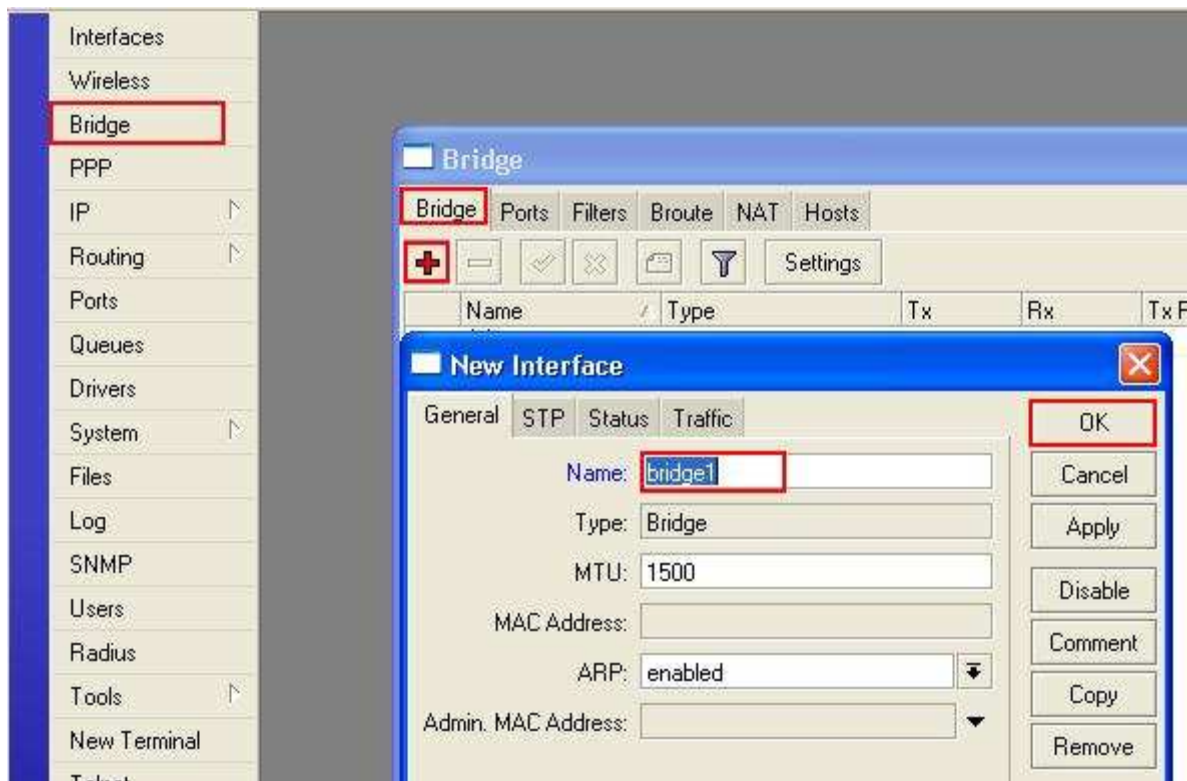 Interfaces
Wireless
Bridge
PPP
IP
Routing
Ports
Queues
Drivers
System
Files
Log
SNMP
Users
Radius
Tools
New Terminal
Bridge
Bridge Ports Filters Broute NAT Hosts
Settings
Name Type Tx Rx Tx
New Interface
General STP Status Traffic
Name: bridge1
Type: Bridge
MTU: 1500
MAC Address:
ARP: enabled
Admin. MAC Address:
OK
Cancel
Apply
Disable
Comment
Copy
Remove